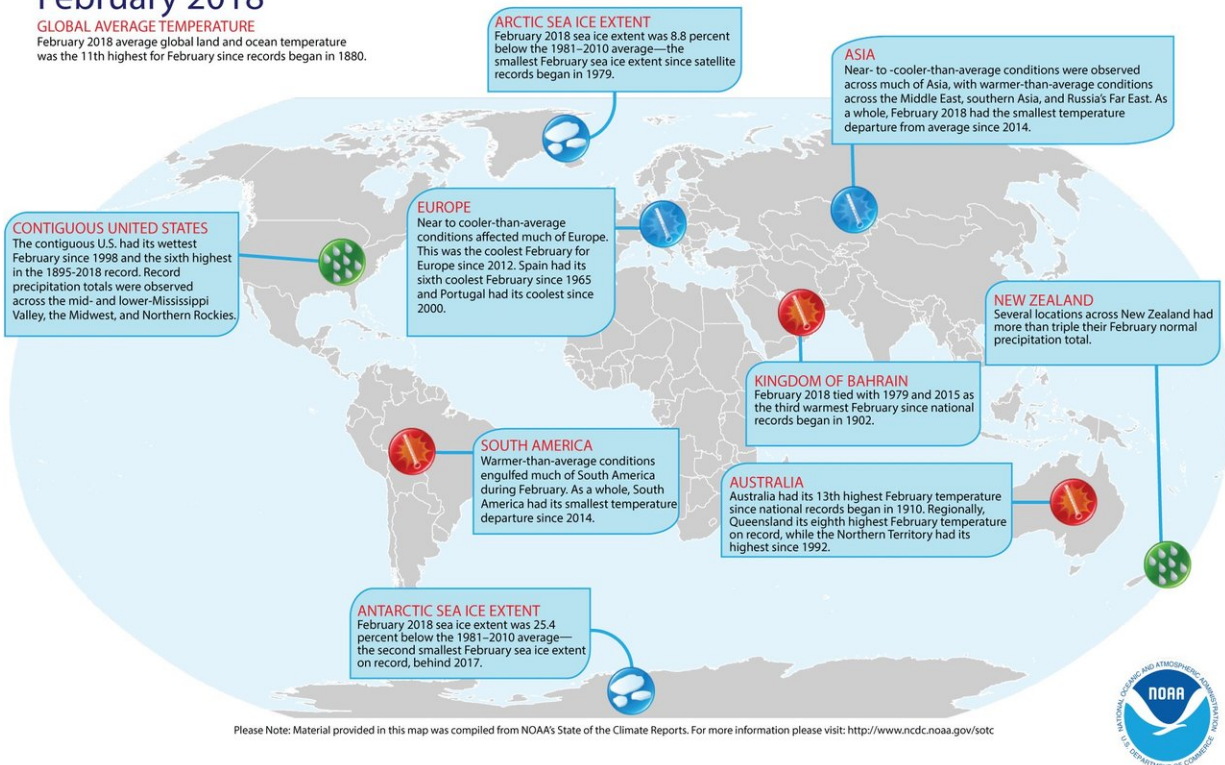 February 2018
GLOBAL AVERAGE TEMPERATURE
February 2018 average global land and ocean temperature
was the 11th highest for February since records began in 1880.
ARCTIC SEA ICE EXTENT
February 2018 sea ice extent was 8.8 percent
below the 1981–2010 average—the
smallest February sea ice extent since satellite
records began in 1979.
ASIA
Near- to -cooler-than-average conditions were observed
across much of Asia, with warmer-than-average conditions
across the Middle East, southern Asia, and Russia's Far East. As
a whole, February 2018 had the smallest temperature
departure from average since 2014.
CONTIGUOUS UNITED STATES
The contiguous U.S. had its wettest
February since 1998 and the sixth highest
in the 1895-2018 record. Record
precipitation totals were observed
across the mid- and lower-Mississippi
Valley, the Midwest, and Northern Rockies.
EUROPE
Near to cooler-than-average
conditions affected much of Europe.
This was the coolest February for
Europe since 2012. Spain had its
sixth coolest February since 1965
and Portugal had its coolest since
2000.
NEW ZEALAND
Several locations across New Zealand had
more than triple their February normal
precipitation total.
KINGDOM OF BAHRAIN
February 2018 tied with 1979 and 2015 as
the third warmest February since national
records began in 1902.
SOUTH AMERICA
Warmer-than-average conditions
engulfed much of South America
during February. As a whole, South
America had its smallest temperature
departure since 2014.
AUSTRALIA
Australia had its 13th highest February temperature
since national records began in 1910. Regionally,
Queensland its eighth highest February temperature
on record, while the Northern Territory had its
highest since 1992.
ANTARCTIC SEA ICE EXTENT
February 2018 sea ice extent was 25.4
percent below the 1981–2010 average—
the second smallest February sea ice extent
on record, behind 2017.
Please Note: Material provided in this map was compiled from NOAA's State of the Climate Reports. For more information please visit: http://www.ncdc.noaa.gov/sotc
NATIONAL OCEANIC AND ATMOSPHERIC ADMINISTRATION
NOAA
U.S. DEPARTMENT OF COMMERCE